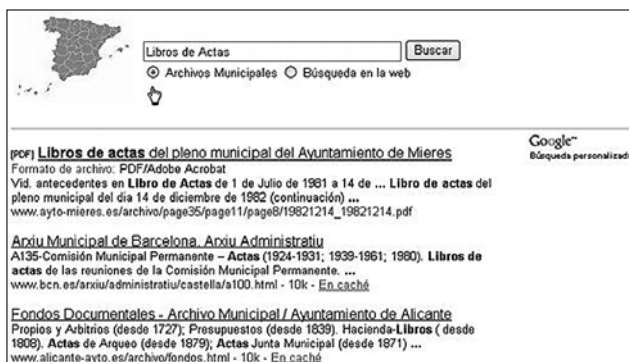 Libros de Actas
Buscar
Archivos Municipales Búsqueda en la web
Google™
Búsqueda personalizada
[PDF] Libros de actas del pleno municipal del Ayuntamiento de Mieres
Formato de archivo: PDF/Adobe Acrobat
Vid. antecedentes en Libro de Actas de 1 de Julio de 1981 a 14 de ... Libro de actas del
pleno municipal del dia 14 de diciembre de 1982 (continuación) ...
www.ayto-mieres.es/archivo/page35/page11/page8/19821214_19821214.pdf
Arxiu Municipal de Barcelona. Arxiu Administratiu
A135-Comisión Municipal Permanente – Actas (1924-1931; 1939-1961; 1980). Libros de
actas de las reuniones de la Comisión Municipal Permanente. ...
www.bcn.es/arxiu/administratiu/castella/a100.html - 10k - En caché
Fondos Documentales - Archivo Municipal / Ayuntamiento de Alicante
Propios y Arbitrios (desde 1727); Presupuestos (desde 1839). Hacienda-Libros ( desde
1808). Actas de Arqueo (desde 1879); Actas Junta Municipal (desde 1871) ...
www.alicante-ayto.es/archivo/fondos.html - 10k - En caché